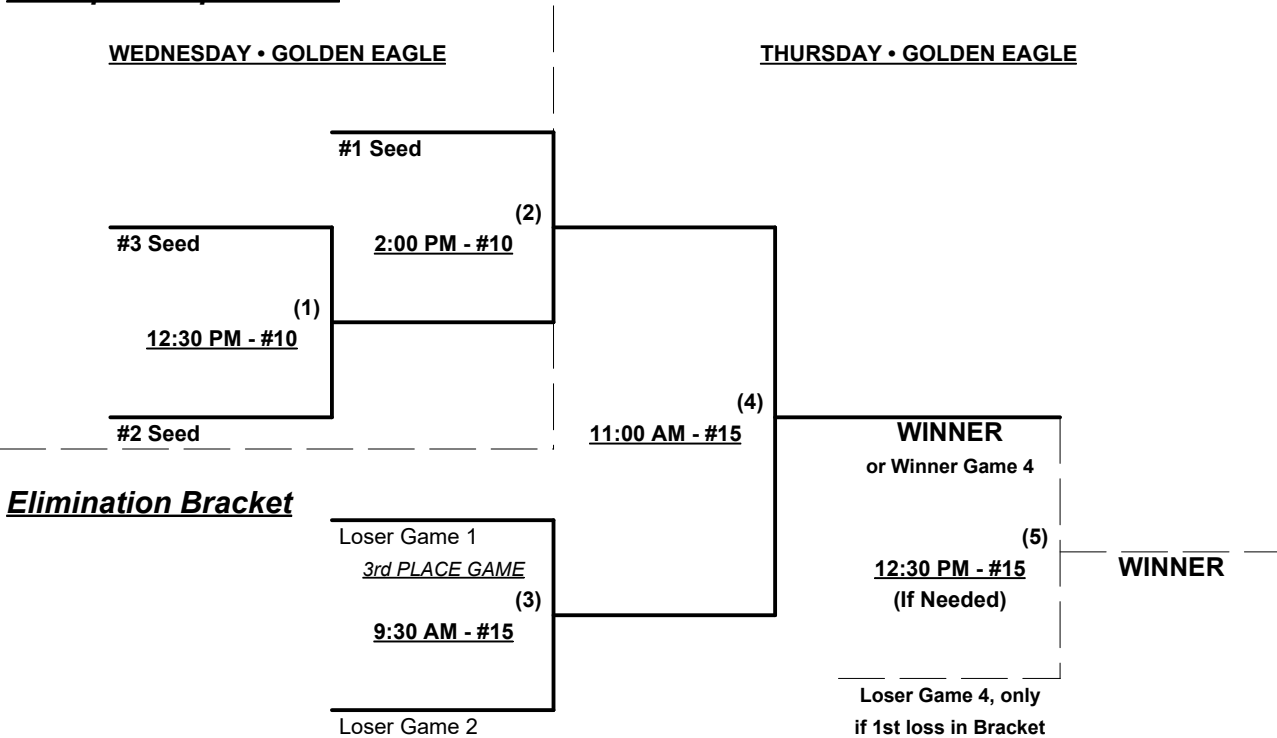 WEDNESDAY • GOLDEN EAGLE
THURSDAY • GOLDEN EAGLE
#1 Seed
(2)
2:00 PM - #10
#3 Seed
(1)
12:30 PM - #10
#2 Seed
(4)
11:00 AM - #15
WINNER
or Winner Game 4
Elimination Bracket
Loser Game 1
3rd PLACE GAME
(3)
9:30 AM - #15
Loser Game 2
(5)
12:30 PM - #15
(If Needed)
WINNER
Loser Game 4, only
if 1st loss in Bracket